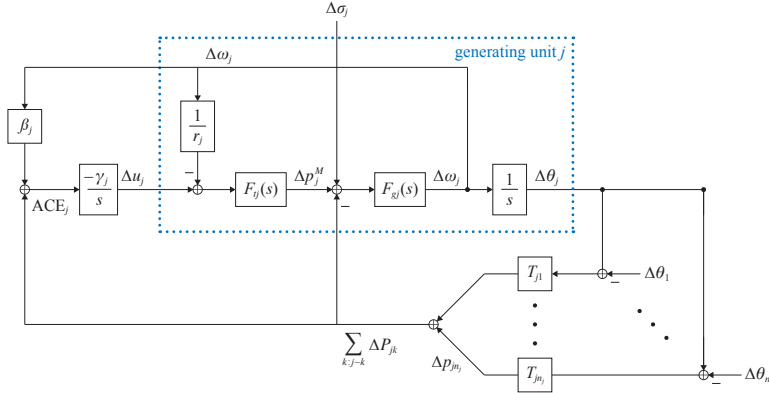 Δσ_j
generating unit j
Δω_j
β_j
1
r_j
−
−γ_j
s
Δu_j
F_tj(s)
Δp_j^M
F_gj(s)
Δω_j
1
s
Δθ_j
ACE_j
−
T_j1
−
Δθ_1
∑ ΔP_jk
k:j~k
Δp_jn_j
T_jn_j
−
Δθ_n